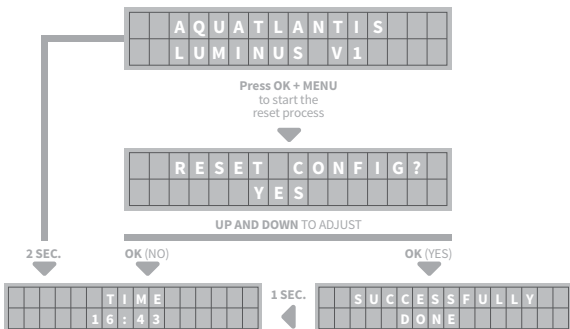 AQUATLANTIS
LUMINUS V1
Press OK + MENU
to start the
reset process
RESET CONFIG?
YES
UP AND DOWN TO ADJUST
2 SEC.
OK (NO)
OK (YES)
TIME
16:43
1 SEC.
SUCCESSFULLY
DONE